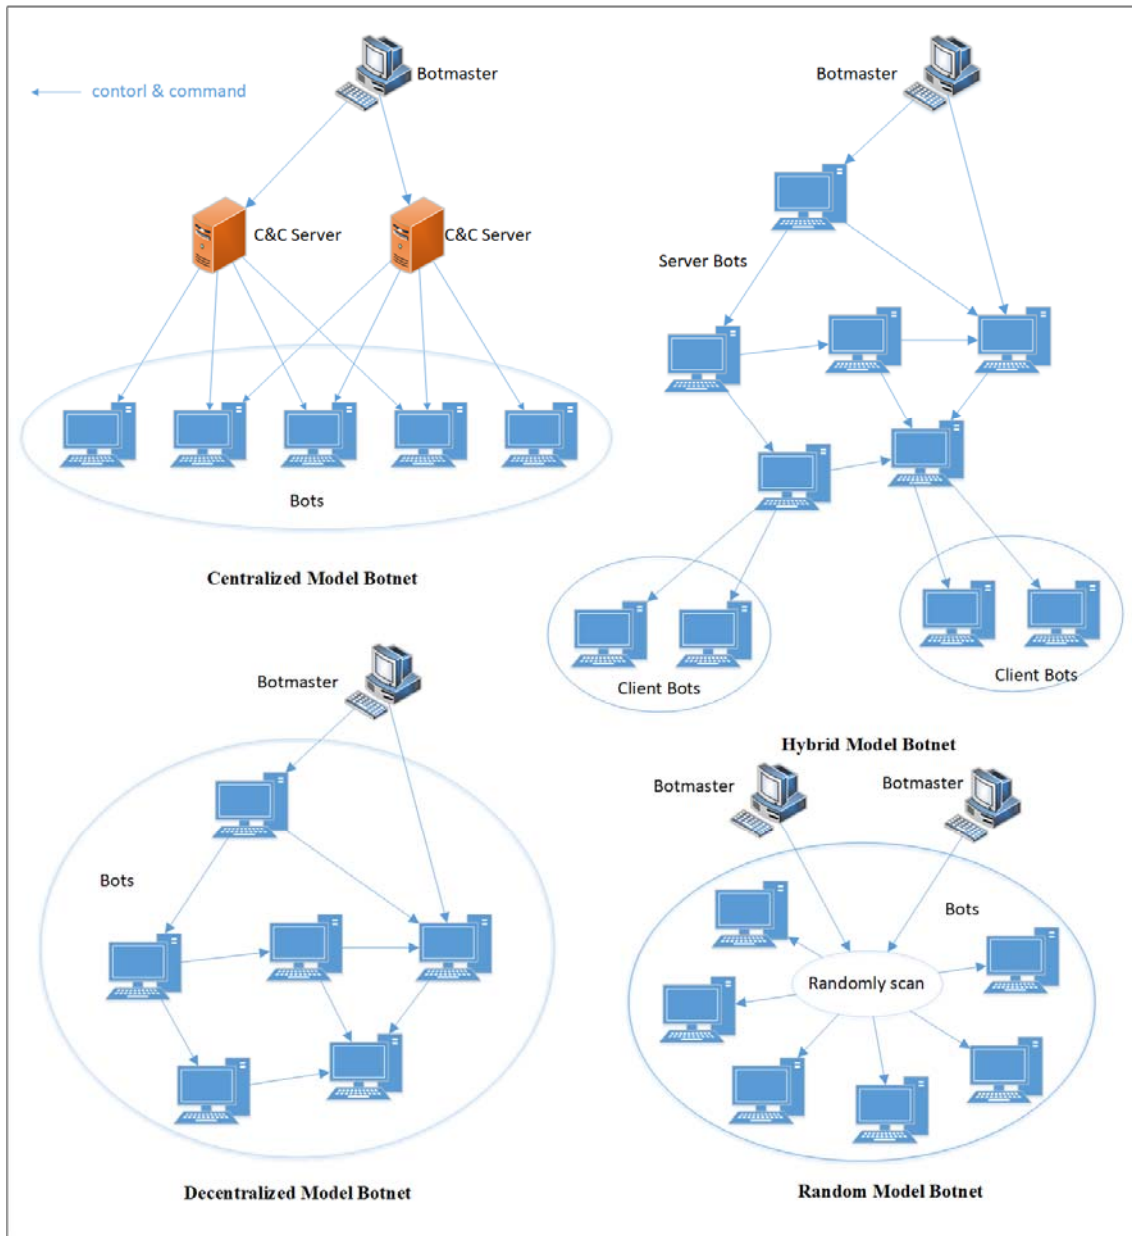 Botmaster
contorl & command
C&C Server
C&C Server
Bots
Centralized Model Botnet
Botmaster
Server Bots
Client Bots
Client Bots
Hybrid Model Botnet
Botmaster
Bots
Decentralized Model Botnet
Botmaster
Botmaster
Bots
Randomly scan
Random Model Botnet